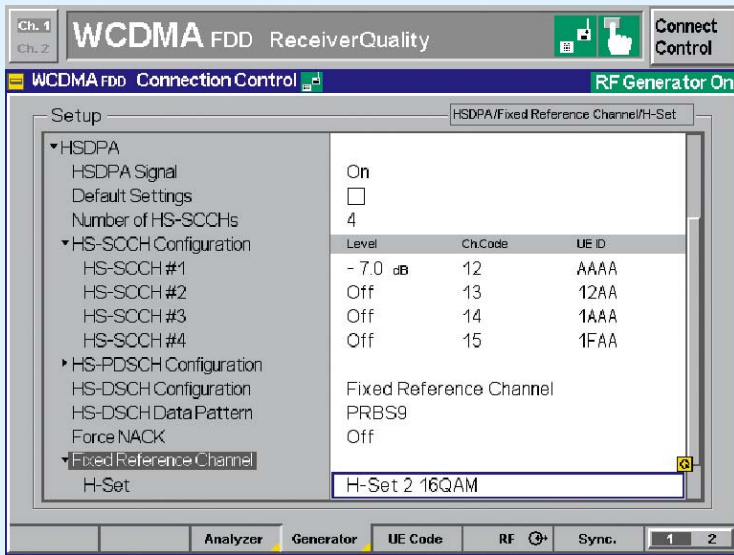 Ch. 1
Ch. 2
WCDMA FDD ReceiverQuality
Connect
Control
WCDMA FDD Connection Control
RF Generator On
Setup
HSDPA/Fixed Reference Channel/H-Set
HSDPA
HSDPA Signal On
Default Settings
Number of HS-SCCHs 4
HS-SCCH Configuration Level Ch.Code UE ID
HS-SCCH #1 - 7.0 dB 12 AAAA
HS-SCCH #2 Off 13 12AA
HS-SCCH #3 Off 14 1AAA
HS-SCCH #4 Off 15 1FAA
HS-PDSCH Configuration
HS-DSCH Configuration Fixed Reference Channel
HS-DSCH Data Pattern PRBS9
Force NACK Off
Fixed Reference Channel
G
H-Set H-Set 2 16QAM
Analyzer Generator UE Code RF Sync. 1 2